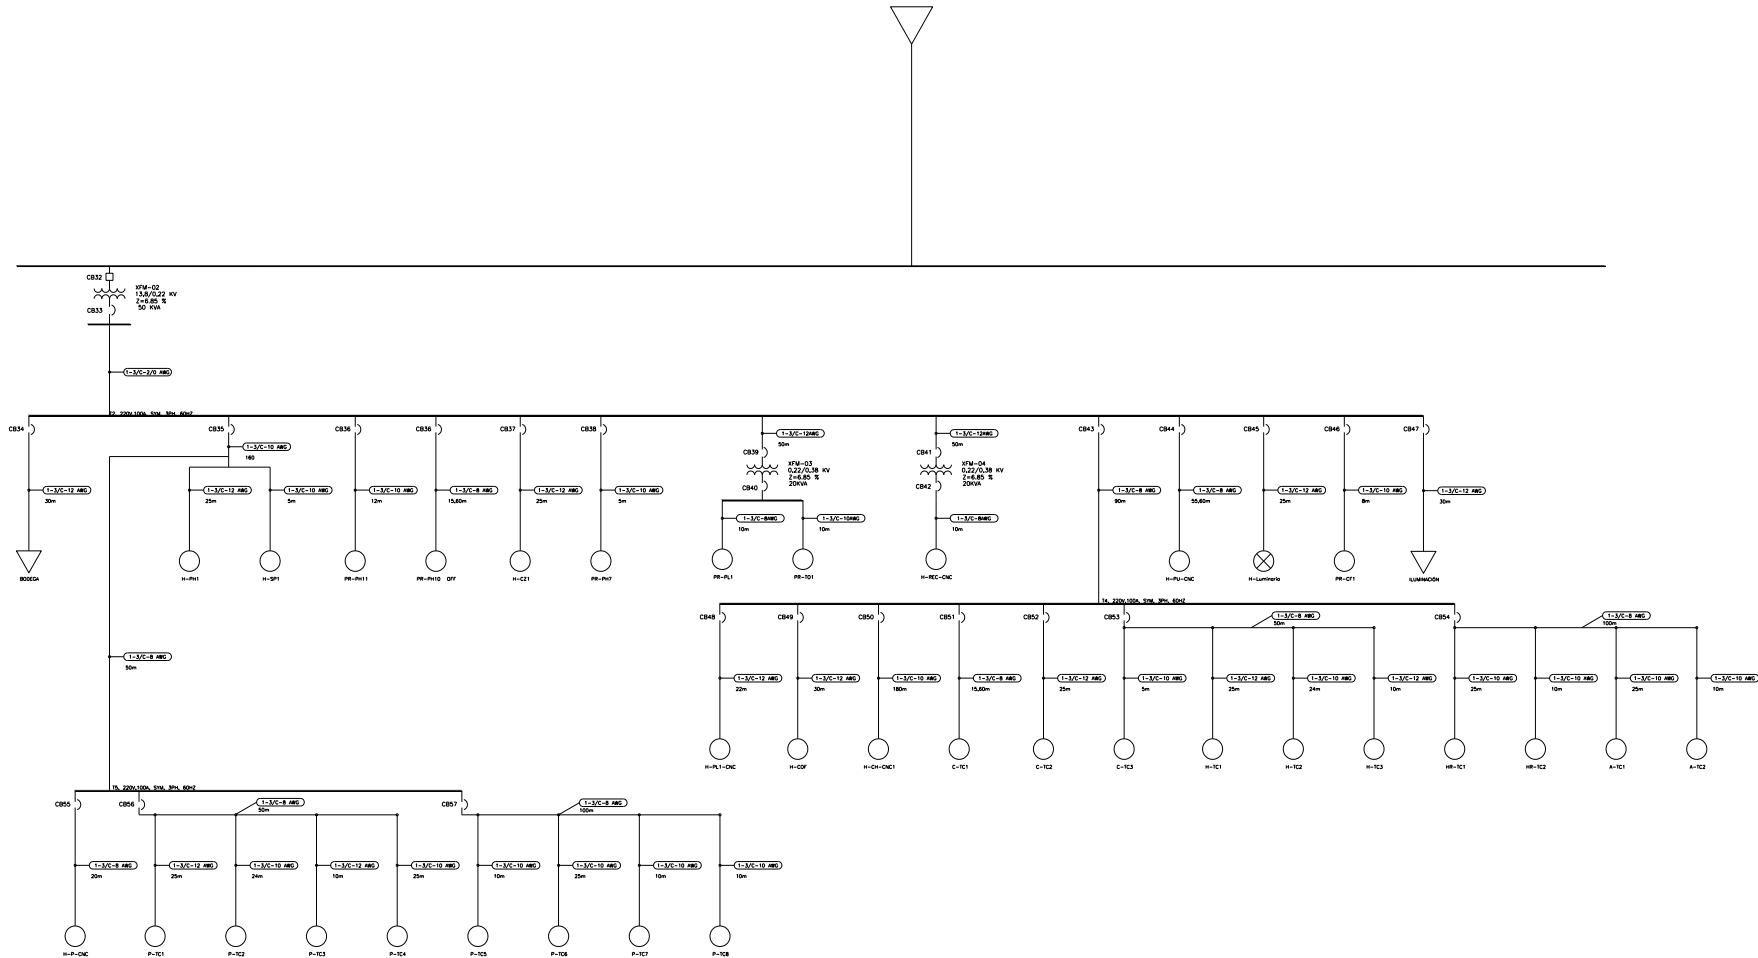 CB32
XFM-02
13,8/0,22 KV
Z=6.85 %
50 KVA
CB33
1-3/C-2/0 AWG
T2, 220V,100A, SYM, 3PH, 60HZ
CB34
CB35
CB36
CB36
CB37
CB38
CB39
CB41
CB43
CB44
CB45
CB46
CB47
1-3/C-10 AWG
160
1-3/C-12AWG
50m
1-3/C-12AWG
50m
XFM-03
0,22/0,38 KV
Z=6.85 %
20KVA
CB40
XFM-04
0,22/0,38 KV
Z=6.85 %
20KVA
CB42
1-3/C-12 AWG
30m
1-3/C-12 AWG
25m
1-3/C-10 AWG
5m
1-3/C-10 AWG
12m
1-3/C-8 AWG
15,60m
1-3/C-12 AWG
25m
1-3/C-10 AWG
5m
1-3/C-8AWG
10m
1-3/C-10AWG
10m
1-3/C-8AWG
10m
1-3/C-8 AWG
90m
1-3/C-8 AWG
55,60m
1-3/C-12 AWG
25m
1-3/C-10 AWG
8m
1-3/C-12 AWG
30m
BODEGA
H-PH1
H-SP1
PR-PH11
PR-PH10 OFF
H-CZ1
PR-PH7
PR-PL1
PR-TO1
H-REC-CNC
H-PU-CNC
H-Luminaria
PR-CF1
ILUMINACIÓN
T4, 220V,100A, SYM, 3PH, 60HZ
CB48
CB49
CB50
CB51
CB52
CB53
1-3/C-8 AWG
50m
CB54
1-3/C-8 AWG
100m
1-3/C-8 AWG
50m
1-3/C-12 AWG
22m
1-3/C-12 AWG
30m
1-3/C-10 AWG
180m
1-3/C-8 AWG
15,60m
1-3/C-12 AWG
25m
1-3/C-10 AWG
5m
1-3/C-12 AWG
25m
1-3/C-10 AWG
24m
1-3/C-12 AWG
10m
1-3/C-10 AWG
25m
1-3/C-10 AWG
10m
1-3/C-10 AWG
25m
1-3/C-10 AWG
10m
H-PL1-CNC
H-COF
H-CH-CNC1
C-TC1
C-TC2
C-TC3
H-TC1
H-TC2
H-TC3
HR-TC1
HR-TC2
A-TC1
A-TC2
T5, 220V,100A, SYM, 3PH, 60HZ
CB55
CB56
1-3/C-8 AWG
50m
CB57
1-3/C-8 AWG
100m
1-3/C-8 AWG
20m
1-3/C-12 AWG
25m
1-3/C-10 AWG
24m
1-3/C-12 AWG
10m
1-3/C-10 AWG
25m
1-3/C-10 AWG
10m
1-3/C-10 AWG
25m
1-3/C-10 AWG
10m
1-3/C-10 AWG
10m
H-P-CNC
P-TC1
P-TC2
P-TC3
P-TC4
P-TC5
P-TC6
P-TC7
P-TC8